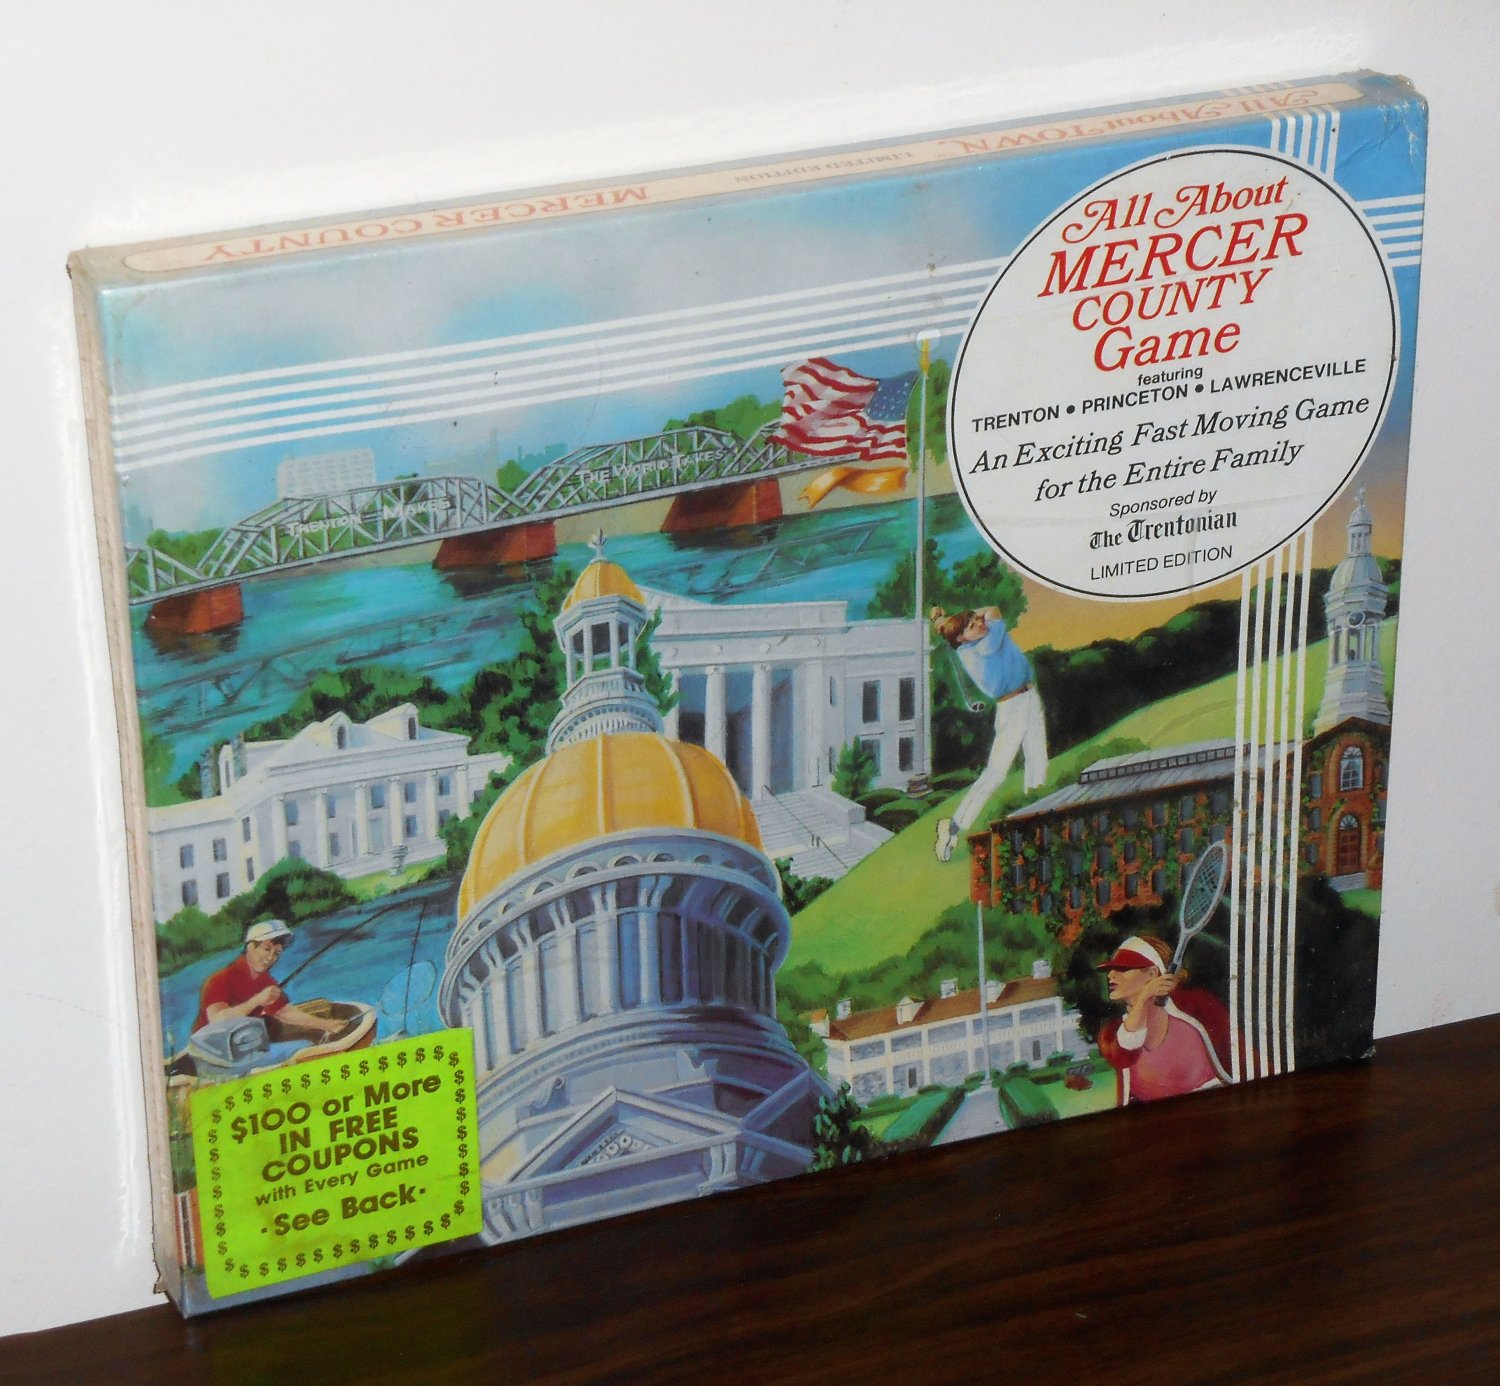 All About TOWN
LIMITED EDITION
MERCER COUNTY
All About
MERCER
COUNTY
Game
featuring
TRENTON • PRINCETON • LAWRENCEVILLE
An Exciting Fast Moving Game
for the Entire Family
Sponsored by
The Trentonian
LIMITED EDITION
TRENTON MAKES
THE WORLD TAKES
$ $ $ $ $ $ $ $ $ $ $ $
$100 or More
IN FREE
COUPONS
with Every Game
·See Back·
$ $ $ $ $ $ $ $ $ $ $ $